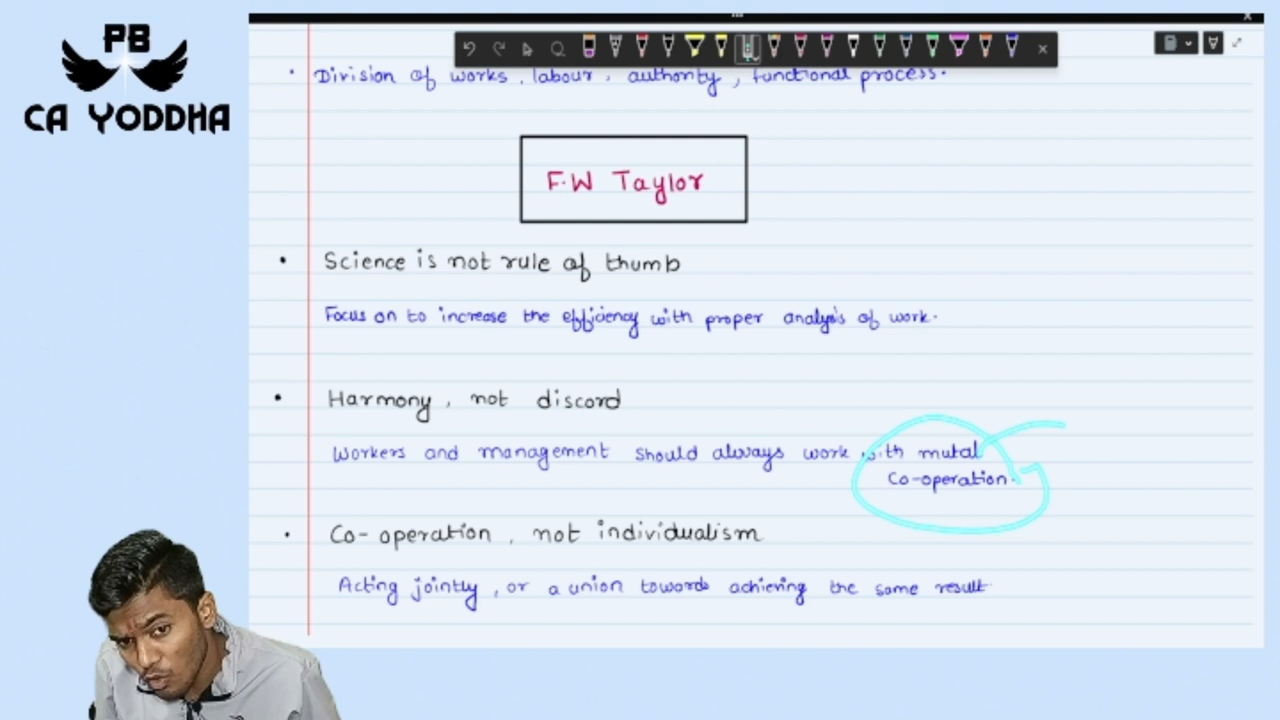 PB
CA YODDHA
• Division of works, labour, authority, functional process.
F.W Taylor
• Science is not rule of thumb
Focus on to increase the efficiency with proper analysis of work.
• Harmony, not discord
Workers and management should always work with mutal
Co-operation.
• Co-operation, not individualism
Acting jointly, or a union towards achieving the same result